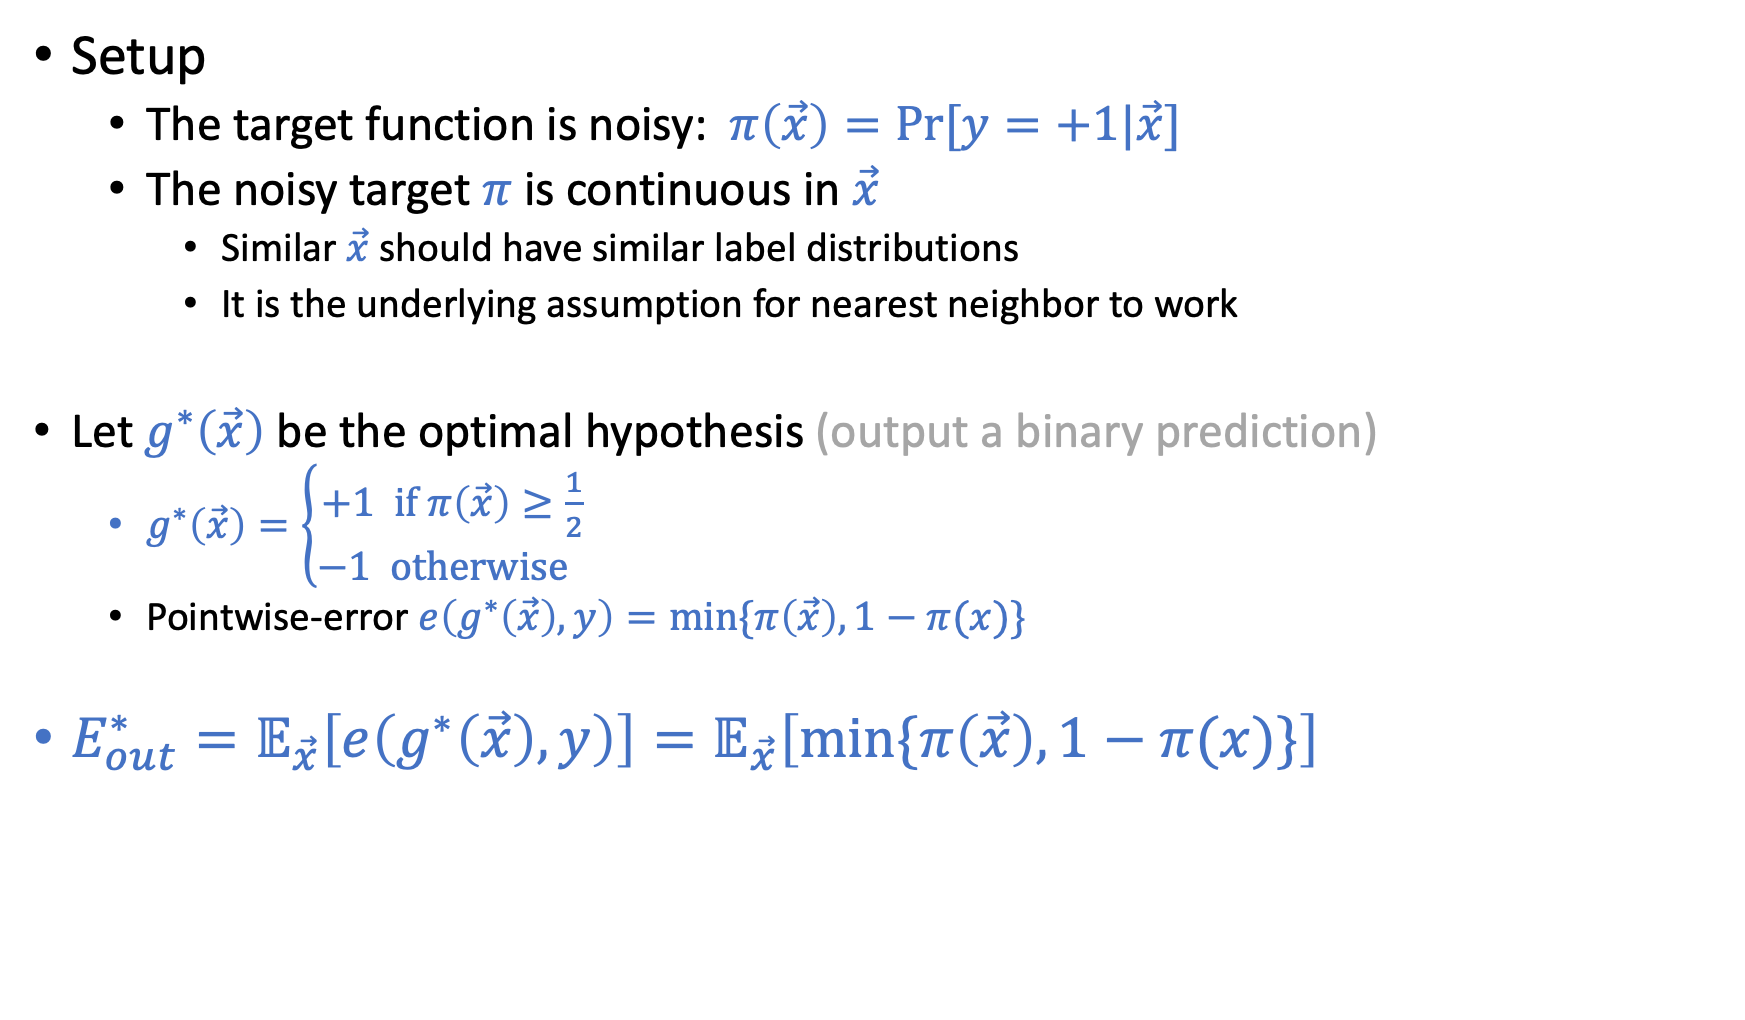 • Setup
• The target function is noisy: π(x⃗) = Pr[y = +1|x⃗]
• The noisy target π is continuous in x⃗
• Similar x⃗ should have similar label distributions
• It is the underlying assumption for nearest neighbor to work
• Let g*(x⃗) be the optimal hypothesis (output a binary prediction)
• g*(x⃗) = { +1 if π(x⃗) ≥ 1/2
−1 otherwise
• Pointwise-error e(g*(x⃗), y) = min{π(x⃗), 1 − π(x)}
• E*out = 𝔼x⃗[e(g*(x⃗), y)] = 𝔼x⃗[min{π(x⃗), 1 − π(x)}]